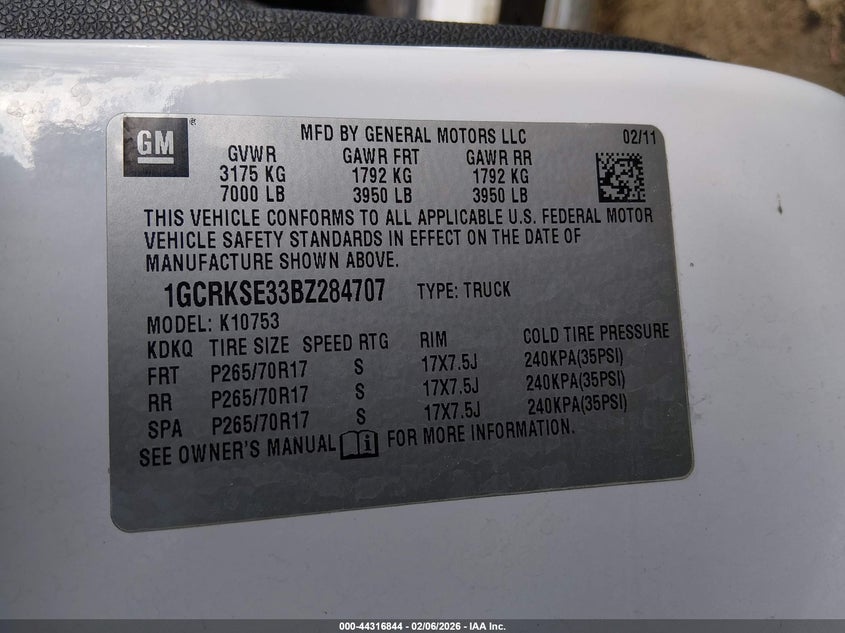 GM ® MFD BY GENERAL MOTORS LLC 02/11
GVWR GAWR FRT GAWR RR
3175 KG 1792 KG 1792 KG
7000 LB 3950 LB 3950 LB
THIS VEHICLE CONFORMS TO ALL APPLICABLE U.S. FEDERAL MOTOR
VEHICLE SAFETY STANDARDS IN EFFECT ON THE DATE OF
MANUFACTURE SHOWN ABOVE.
1GCRKSE33BZ284707 TYPE: TRUCK
MODEL: K10753
KDKQ TIRE SIZE SPEED RTG RIM COLD TIRE PRESSURE
FRT P265/70R17 S 17X7.5J 240KPA(35PSI)
RR P265/70R17 S 17X7.5J 240KPA(35PSI)
SPA P265/70R17 S 17X7.5J 240KPA(35PSI)
SEE OWNER'S MANUAL i FOR MORE INFORMATION.
000-44316844 - 02/06/2026 - IAA Inc.